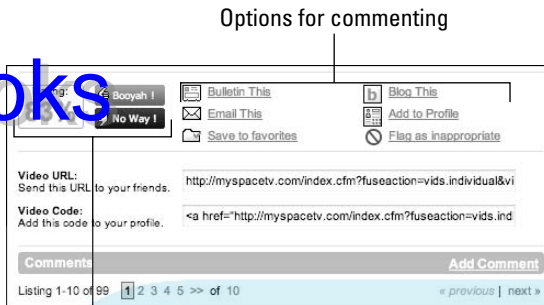 Options for commenting
oks
ng:
83%
Booyah !
No Way !
Bulletin This
Email This
Save to favorites
Blog This
Add to Profile
Flag as inappropriate
Video URL:
Send this URL to your friends.
http://myspacetv.com/index.cfm?fuseaction=vids.individual&vi
Video Code:
Add this code to your profile.
<a href="http://myspacetv.com/index.cfm?fuseaction=vids.ind
Comments
Add Comment
Listing 1-10 of 99 1 2 3 4 5 >> of 10
« previous | next »